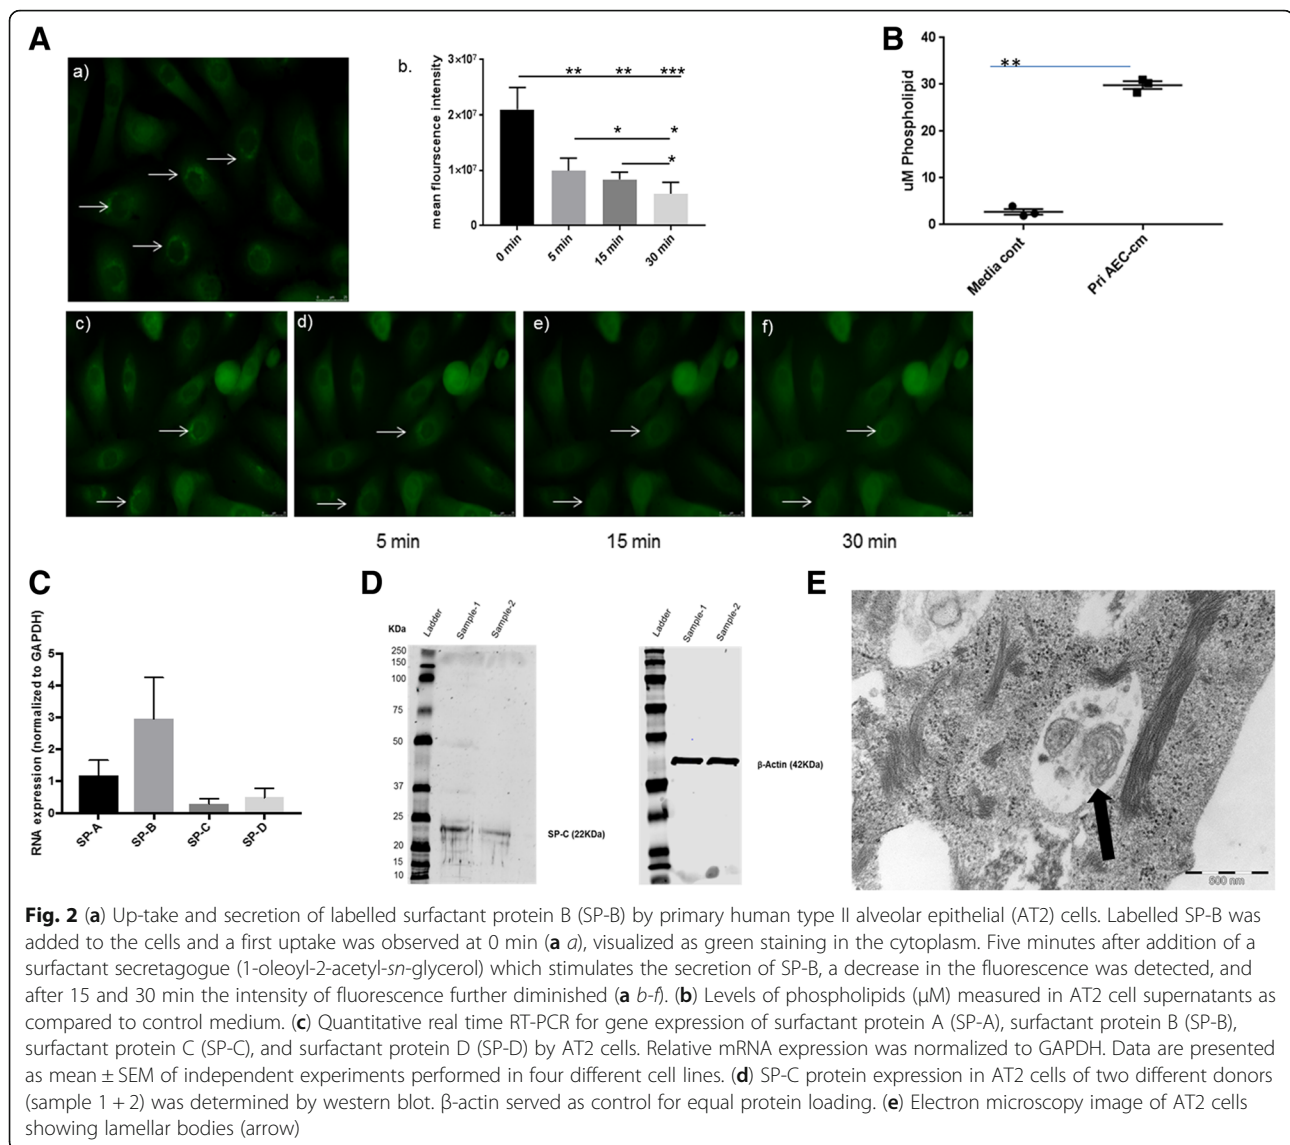 A
a)
b.
mean flourscence intensity
3×10⁷
2×10⁷
1×10⁷
0
** ** ***
* *
*
0 min
5 min
15 min
30 min
B
uM Phospholipid
40
30
20
10
0
**
Media cont
Pri AEC-cm
c)
d)
e)
f)
5 min
15 min
30 min
C
RNA expression (normalized to GAPDH)
5
4
3
2
1
0
SP-A
SP-B
SP-C
SP-D
D
KDa
Ladder
Sample-1
Sample-2
250
150
100
75
50
37
25
20
15
10
SP-C (22KDa)
Ladder
Sample-1
Sample-2
β-Actin (42KDa)
E
500 nm
Fig. 2 (a) Up-take and secretion of labelled surfactant protein B (SP-B) by primary human type II alveolar epithelial (AT2) cells. Labelled SP-B was
added to the cells and a first uptake was observed at 0 min (a a), visualized as green staining in the cytoplasm. Five minutes after addition of a
surfactant secretagogue (1-oleoyl-2-acetyl-sn-glycerol) which stimulates the secretion of SP-B, a decrease in the fluorescence was detected, and
after 15 and 30 min the intensity of fluorescence further diminished (a b-f). (b) Levels of phospholipids (μM) measured in AT2 cell supernatants as
compared to control medium. (c) Quantitative real time RT-PCR for gene expression of surfactant protein A (SP-A), surfactant protein B (SP-B),
surfactant protein C (SP-C), and surfactant protein D (SP-D) by AT2 cells. Relative mRNA expression was normalized to GAPDH. Data are presented
as mean ± SEM of independent experiments performed in four different cell lines. (d) SP-C protein expression in AT2 cells of two different donors
(sample 1 + 2) was determined by western blot. β-actin served as control for equal protein loading. (e) Electron microscopy image of AT2 cells
showing lamellar bodies (arrow)